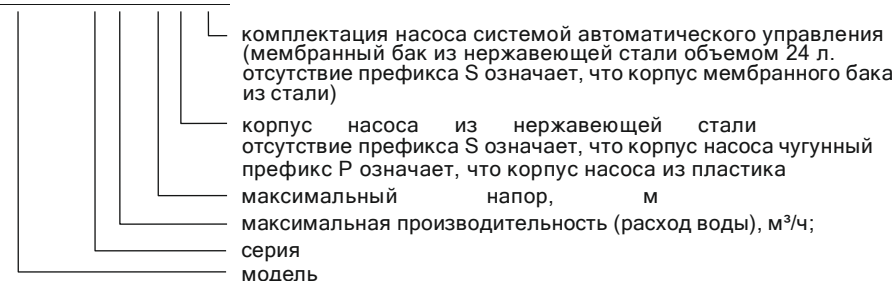 комплектация насоса системой автоматического управления
(мембранный бак из нержавеющей стали объемом 24 л.
отсутствие префикса S означает, что корпус мембранного бака
из стали)
корпус насоса из нержавеющей стали
отсутствие префикса S означает, что корпус насоса чугунный
префикс P означает, что корпус насоса из пластика
максимальный напор, м
максимальная производительность (расход воды), м³/ч;
серия
модель